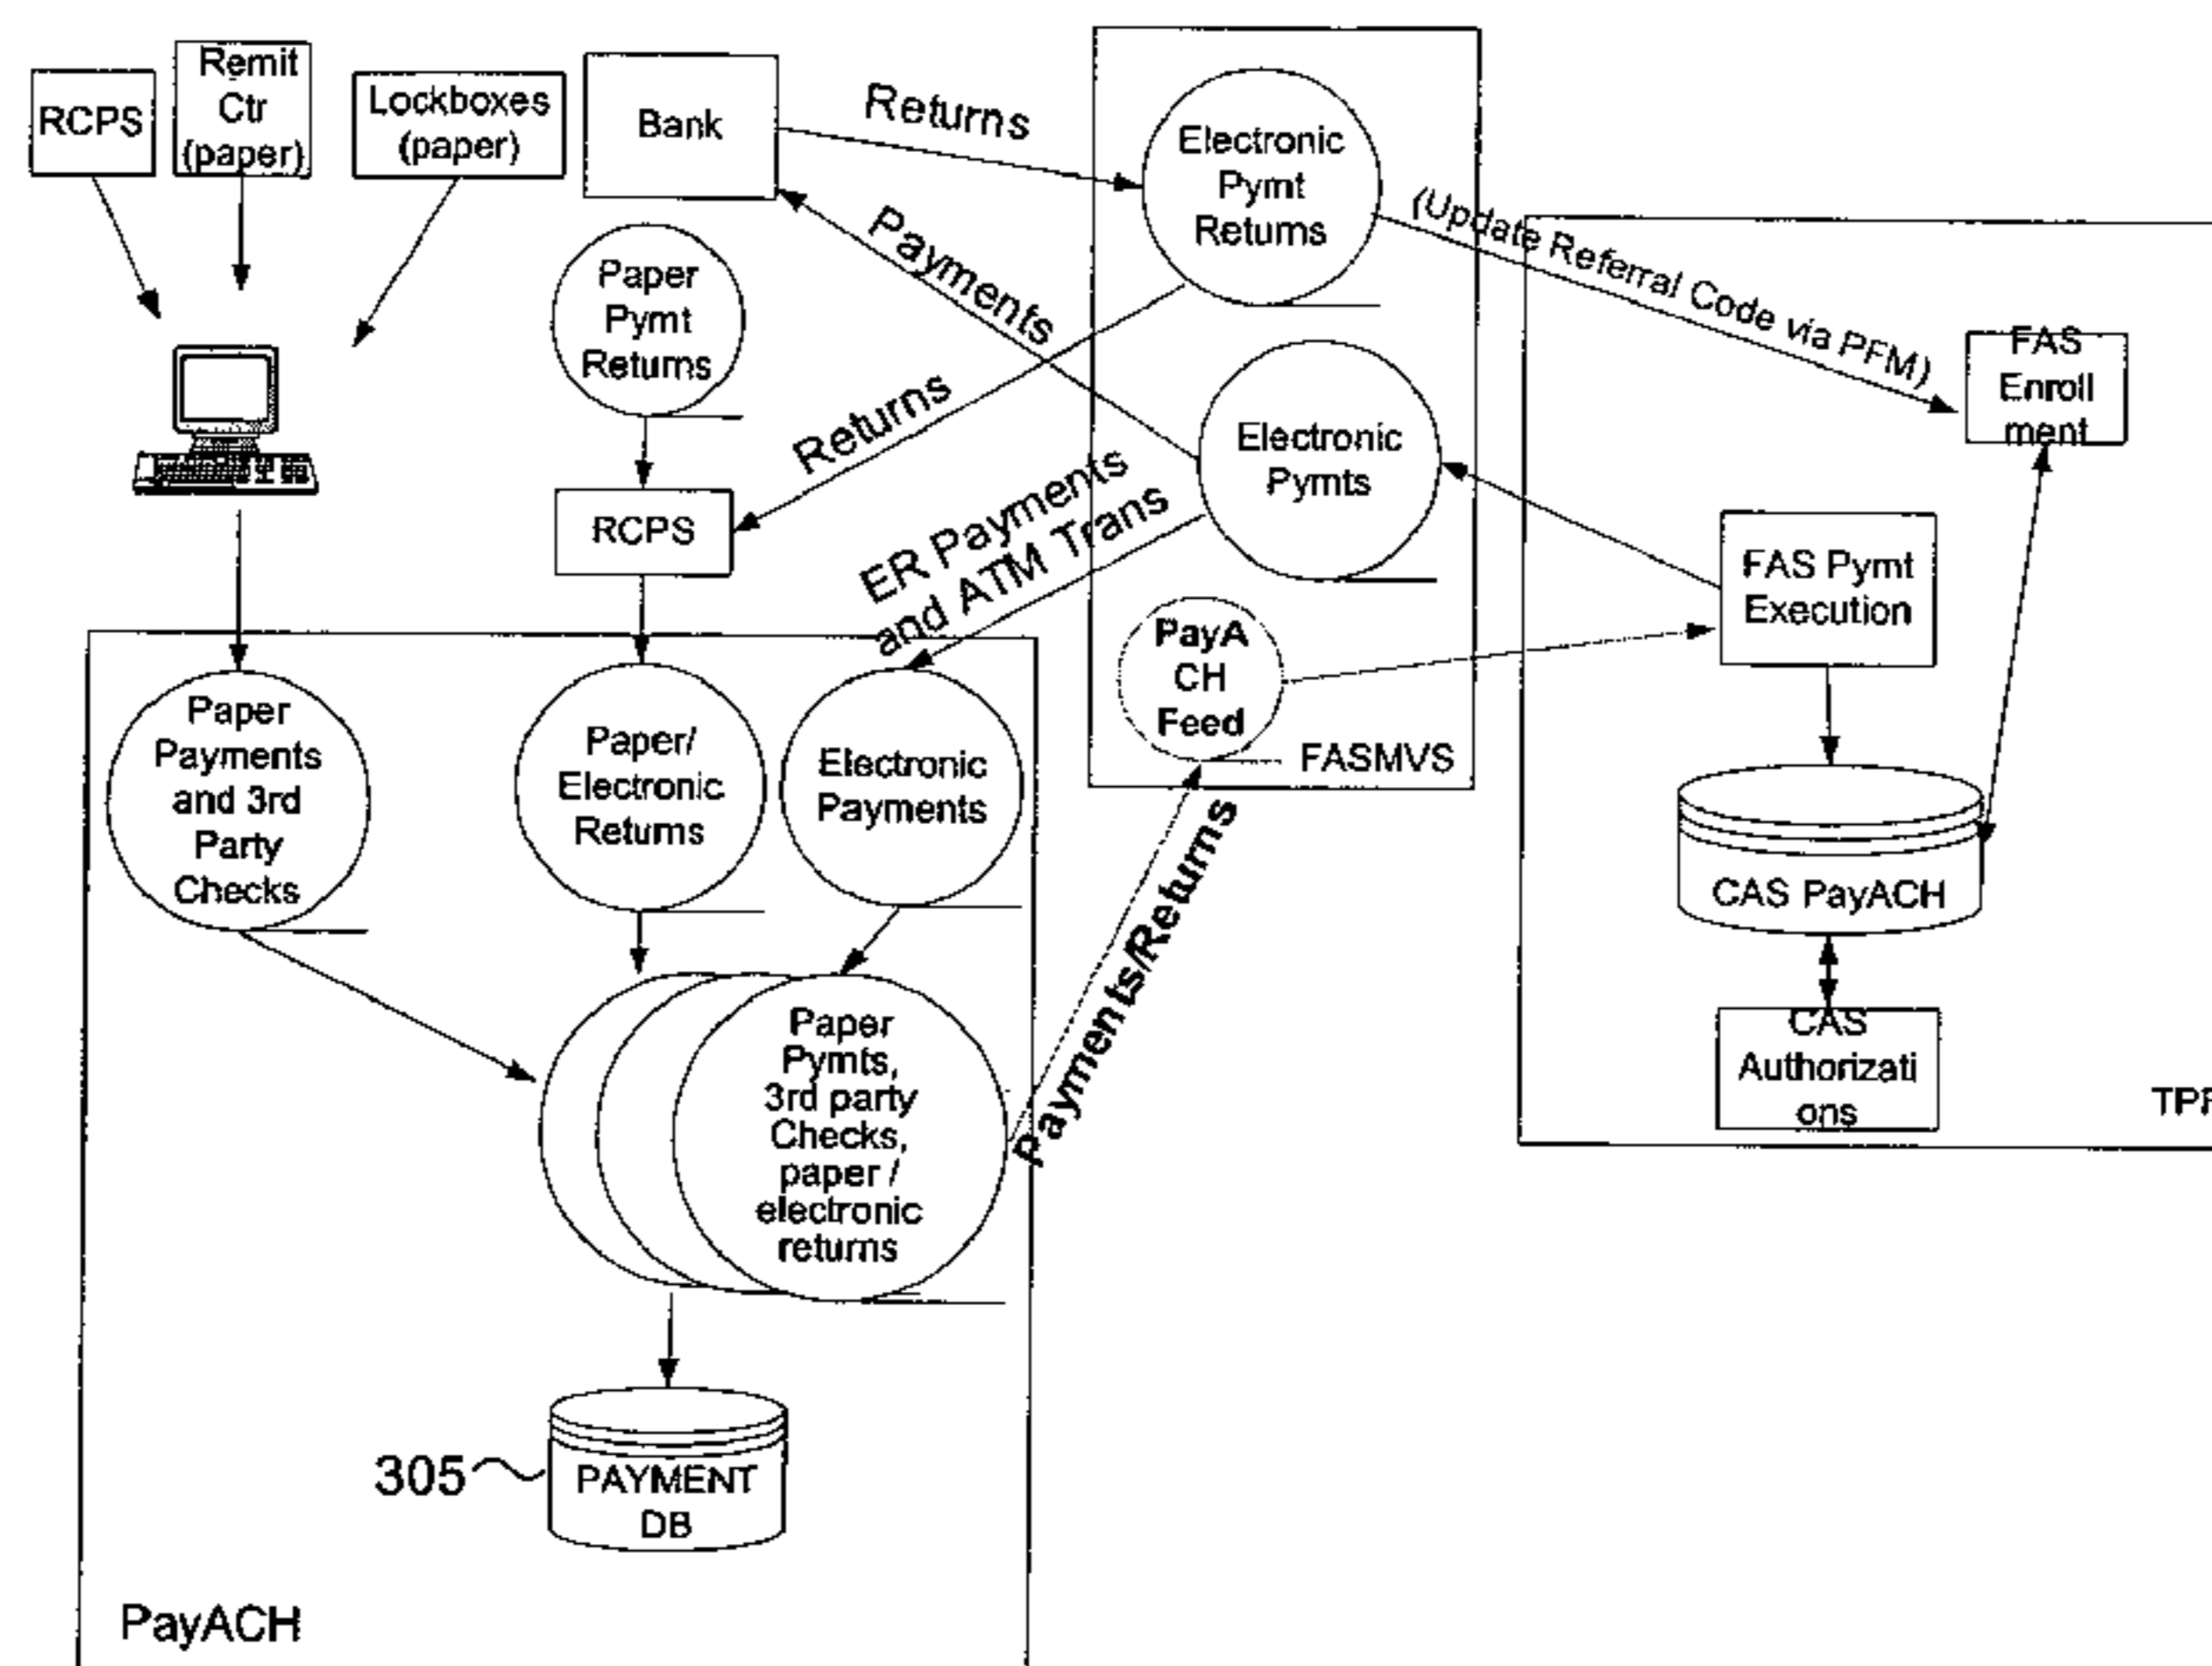 RCPS
Remit
Ctr
(paper)
Lockboxes
(paper)
Bank
Returns
Electronic
Pymt
Returns
(Update Referral Code via PFM)
Payments
Paper
Pymt
Returns
FAS
Enroll
ment
Electronic
Pymts
Returns
RCPS
ER Payments
and ATM Trans
FAS Pymt
Execution
PayA
CH
Feed
FASMVS
Paper
Payments
and 3rd
Party
Checks
Paper/
Electronic
Returns
Electronic
Payments
Payments/Returns
CAS PayACH
Paper
Pymts,
3rd party
Checks,
paper /
electronic
returns
CAS
Authorizati
ons
TPF
305
PAYMENT
DB
PayACH